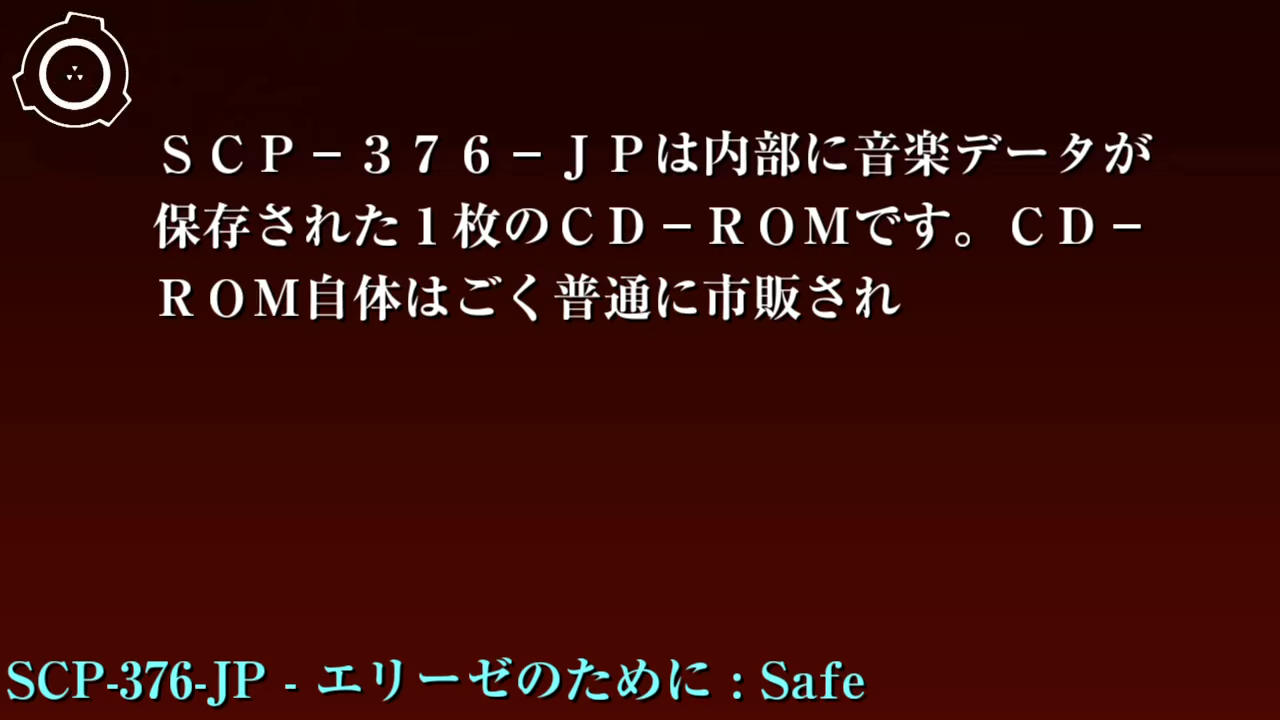 SCP-376-JPは内部に音楽データが
保存された1枚のCD-ROMです。CD-
ROM自体はごく普通に市販され
SCP-376-JP - エリーゼのために : Safe